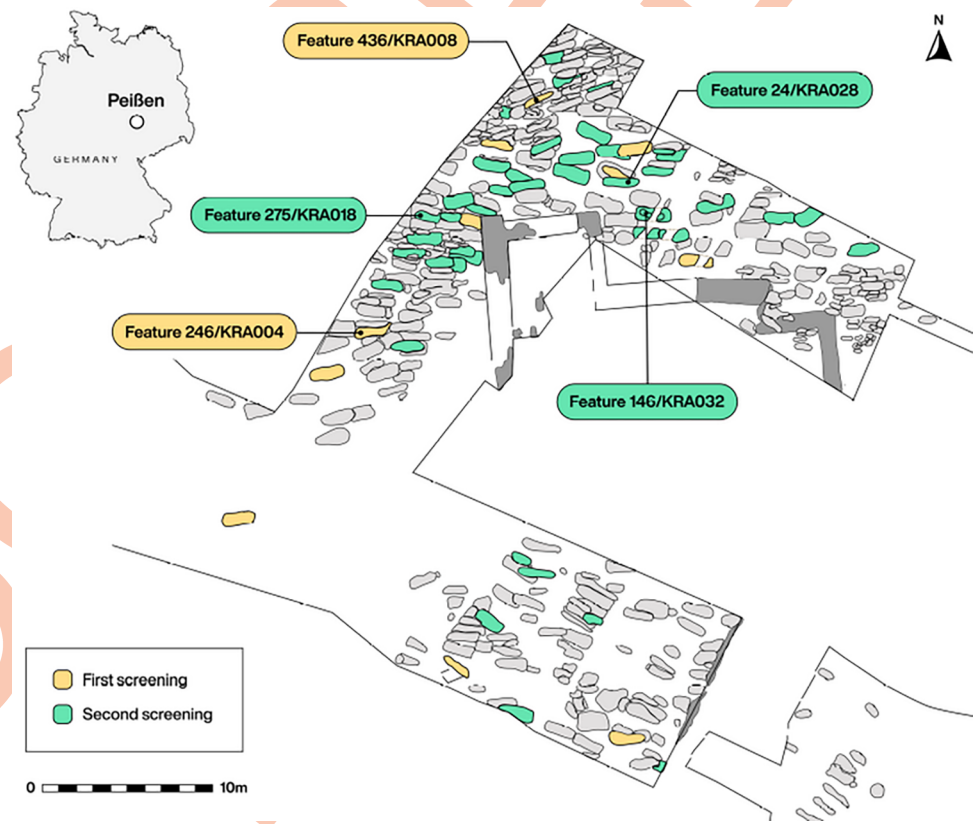 N
Feature 436/KRA008
Peißen
Feature 24/KRA028
GERMANY
Feature 275/KRA018
Feature 246/KRA004
Feature 146/KRA032
First screening
Second screening
0 10m